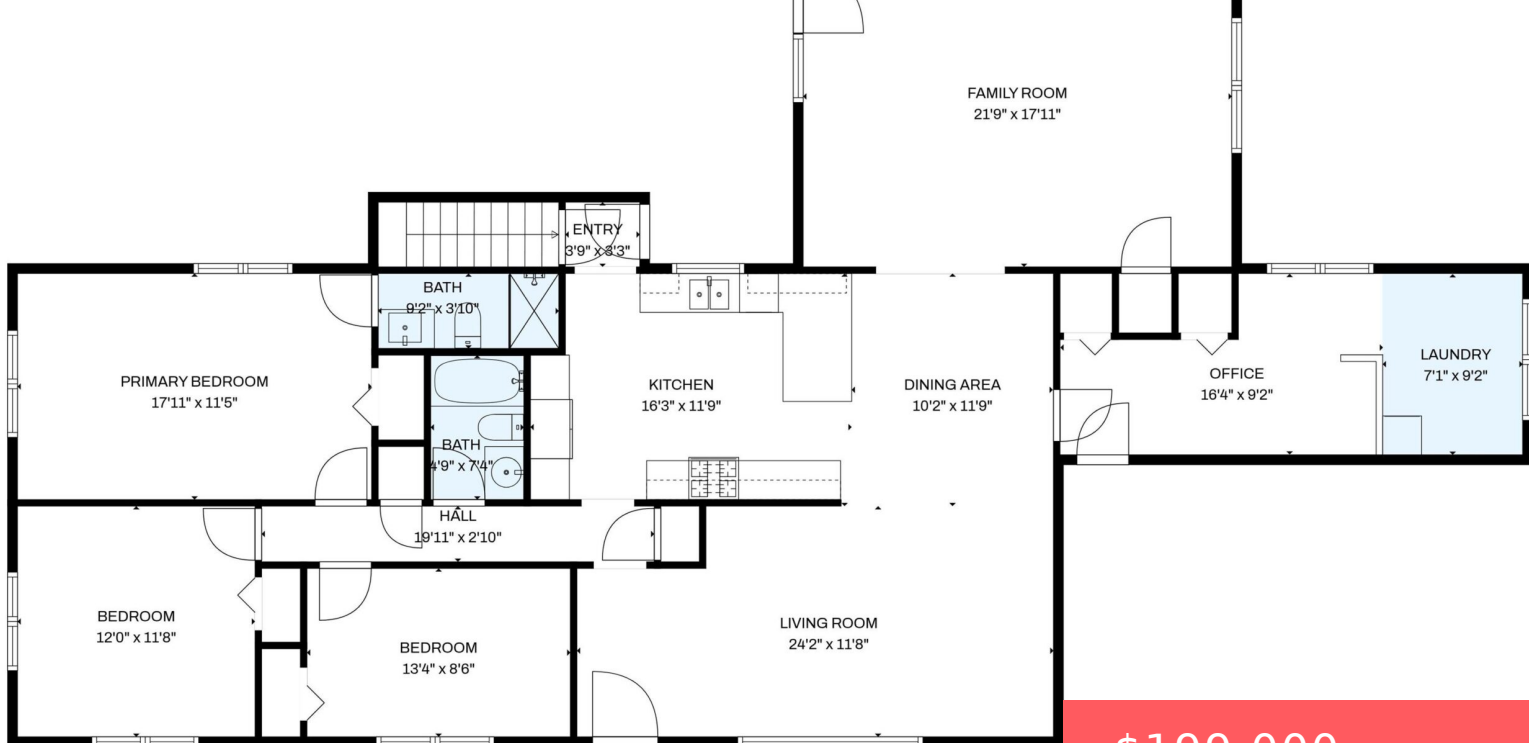 FAMILY ROOM
21'9" x 17'11"
ENTRY
3'9" x 3'3"
BATH
9'2" x 3'10"
PRIMARY BEDROOM
17'11" x 11'5"
KITCHEN
16'3" x 11'9"
DINING AREA
10'2" x 11'9"
OFFICE
16'4" x 9'2"
LAUNDRY
7'1" x 9'2"
BATH
4'9" x 7'4"
HALL
19'11" x 2'10"
BEDROOM
12'0" x 11'8"
BEDROOM
13'4" x 8'6"
LIVING ROOM
24'2" x 11'8"